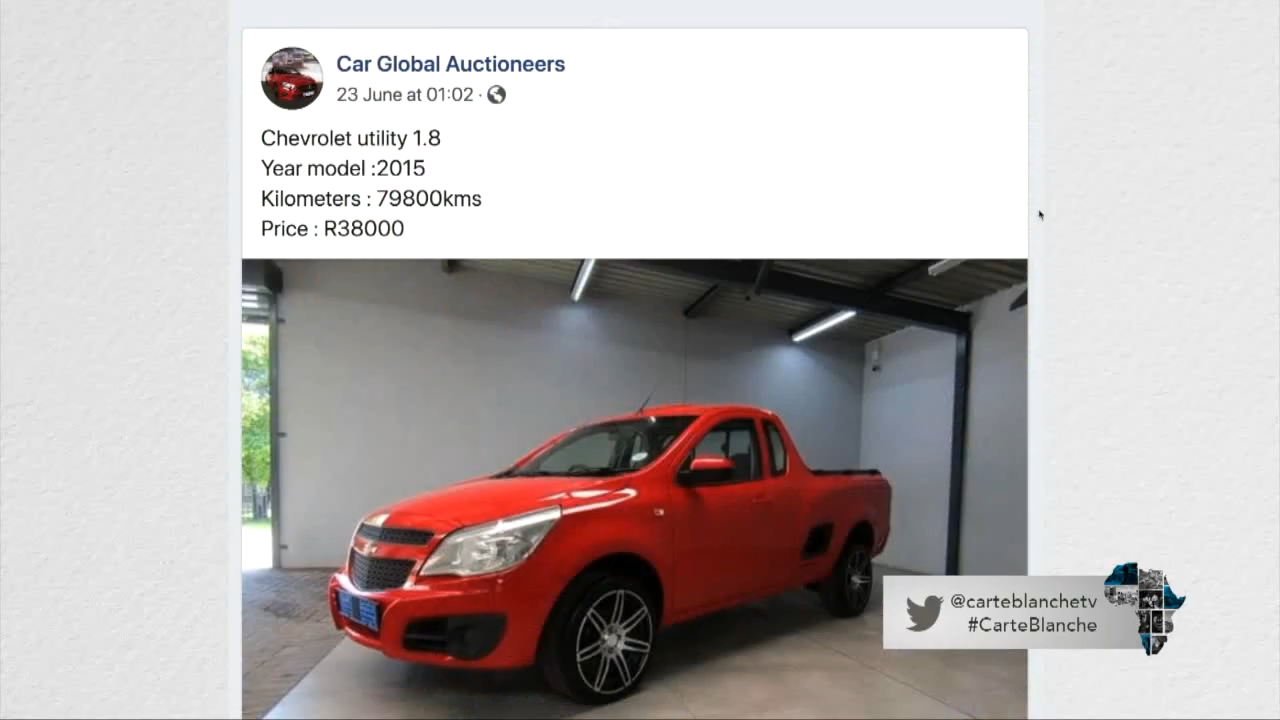 Car Global Auctioneers
23 June at 01:02 ·
Chevrolet utility 1.8
Year model :2015
Kilometers : 79800kms
Price : R38000
@carteblanchetv
#CarteBlanche